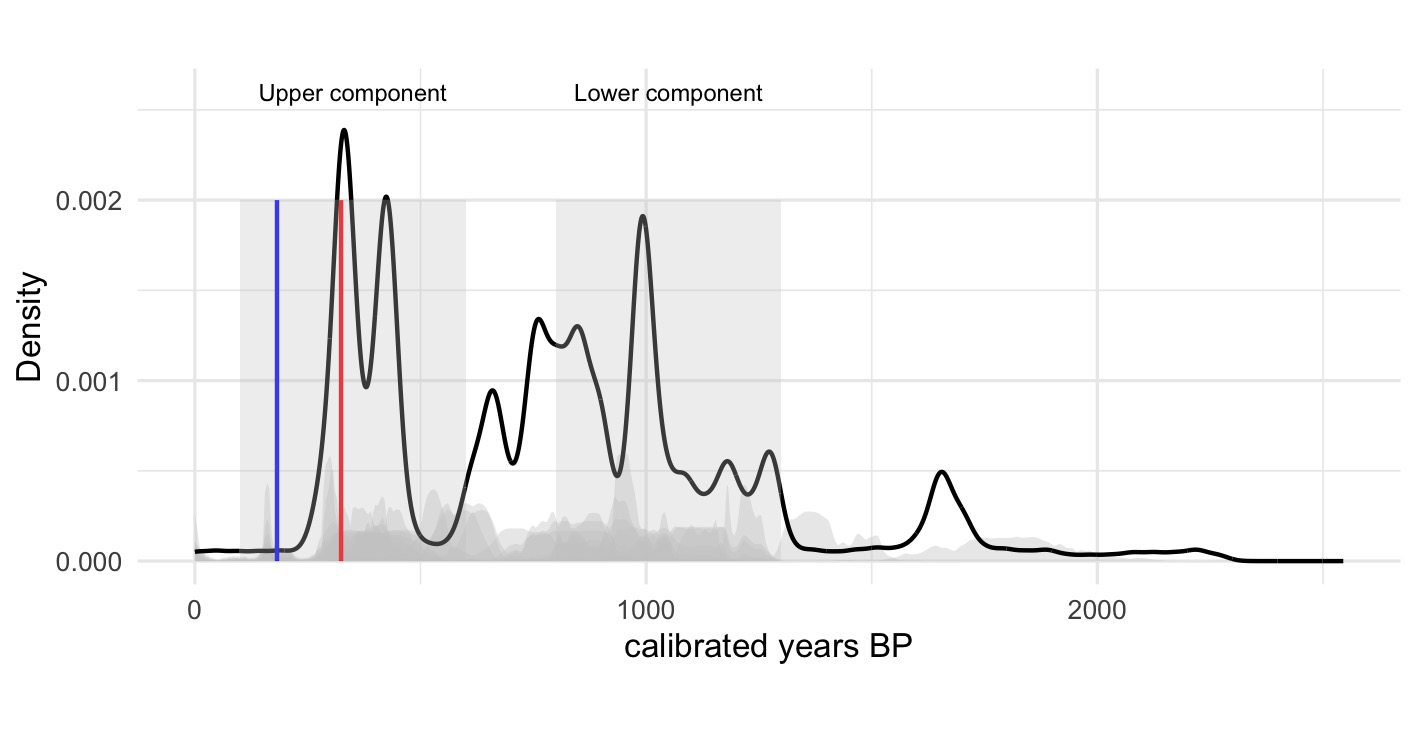 Upper component
Lower component
Density
0.002
0.001
0.000
0
1000
2000
calibrated years BP